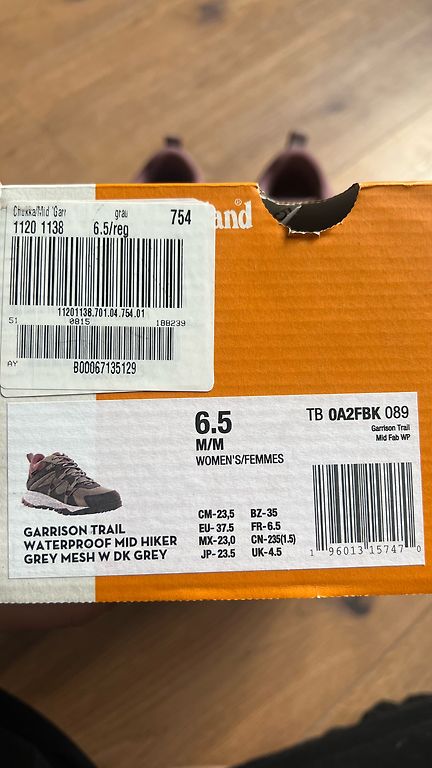 and®
Chukka/Mid 'Garr grau 754
1120 1138 6.5/reg
11201138.701.04.754.01
51 0815 188239
AY B00067135129
6.5
M/M
WOMEN'S/FEMMES
TB 0A2FBK 089
Garrison Trail
Mid Fab WP
GARRISON TRAIL
WATERPROOF MID HIKER
GREY MESH W DK GREY
CM-23,5 BZ-35
EU- 37.5 FR-6.5
MX-23,0 CN-235(1.5)
JP- 23.5 UK-4.5
1 96013 15747 0